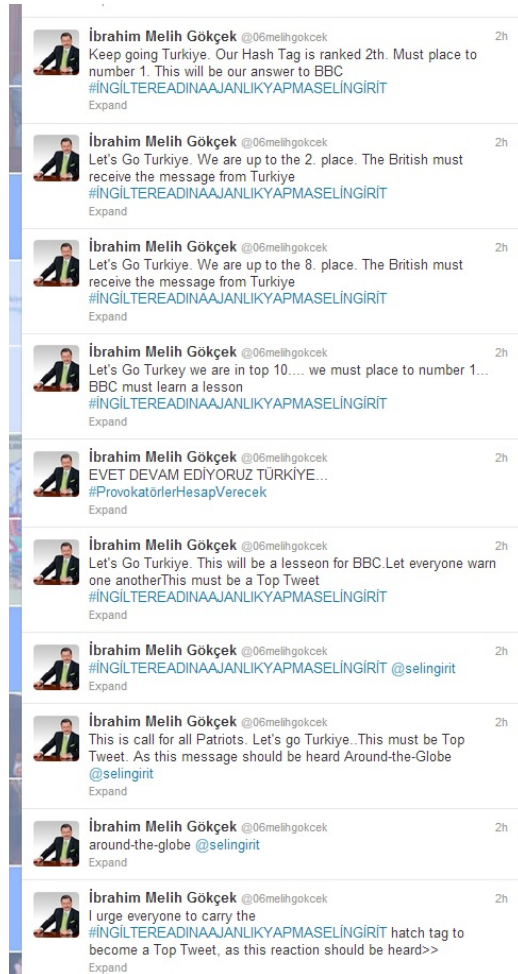 İbrahim Melih Gökçek @06melihgokcek 2h
Keep going Turkiye. Our Hash Tag is ranked 2th. Must place to
number 1. This will be our answer to BBC
#İNGİLTEREADINAAJANLIKYAPMASELİNGİRİT
Expand
İbrahim Melih Gökçek @06melihgokcek 2h
Let's Go Turkiye. We are up to the 2. place. The British must
receive the message from Turkiye
#İNGİLTEREADINAAJANLIKYAPMASELİNGİRİT
Expand
İbrahim Melih Gökçek @06melihgokcek 2h
Let's Go Turkiye. We are up to the 8. place. The British must
receive the message from Turkiye
#İNGİLTEREADINAAJANLIKYAPMASELİNGİRİT
Expand
İbrahim Melih Gökçek @06melihgokcek 2h
Let's Go Turkey we are in top 10.... we must place to number 1...
BBC must learn a lesson
#İNGİLTEREADINAAJANLIKYAPMASELİNGİRİT
Expand
İbrahim Melih Gökçek @06melihgokcek 2h
EVET DEVAM EDİYORUZ TÜRKİYE...
#ProvokatörlerHesapVerecek
Expand
İbrahim Melih Gökçek @06melihgokcek 2h
Let's Go Turkiye. This will be a lesseon for BBC.Let everyone warn
one anotherThis must be a Top Tweet
#İNGİLTEREADINAAJANLIKYAPMASELİNGİRİT
Expand
İbrahim Melih Gökçek @06melihgokcek 2h
#İNGİLTEREADINAAJANLIKYAPMASELİNGİRİT @selingirit
Expand
İbrahim Melih Gökçek @06melihgokcek 2h
This is call for all Patriots. Let's go Turkiye..This must be Top
Tweet. As this message should be heard Around-the-Globe
@selingirit
Expand
İbrahim Melih Gökçek @06melihgokcek 2h
around-the-globe @selingirit
Expand
İbrahim Melih Gökçek @06melihgokcek 2h
I urge everyone to carry the
#İNGİLTEREADINAAJANLIKYAPMASELİNGİRİT hatch tag to
become a Top Tweet, as this reaction should be heard>>
Expand